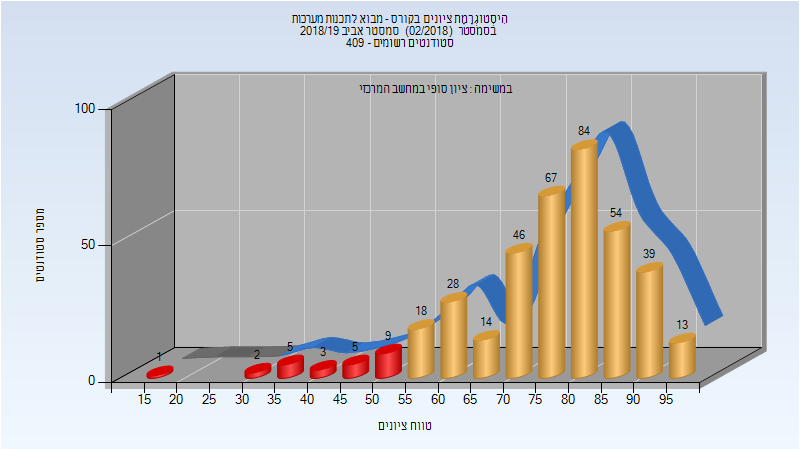 היסטוגרמת ציונים בקורס - מבוא לתכנות מערכות
בסמסטר (02/2018) סמסטר אביב 2018/19
סטודנטים רשומים - 409
במשימה : ציון סופי במחשב המרכזי
100
50
0
מספר סטודנטים
1
2
5
3
5
9
18
28
14
46
67
84
54
39
13
15 20 25 30 35 40 45 50 55 60 65 70 75 80 85 90 95
טווח ציונים